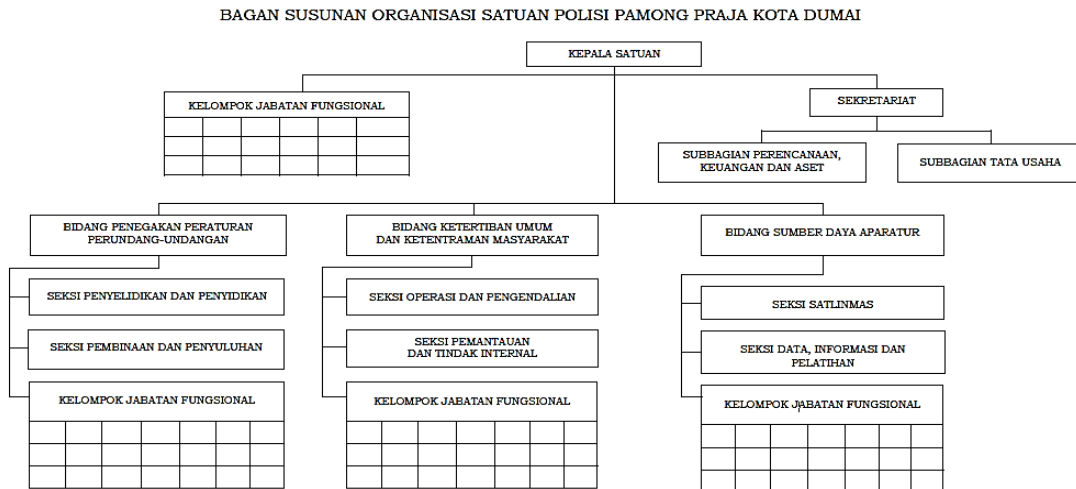 BAGAN SUSUNAN ORGANISASI SATUAN POLISI PAMONG PRAJA KOTA DUMAI
KEPALA SATUAN
KELOMPOK JABATAN FUNGSIONAL
SEKRETARIAT
SUBBAGIAN PERENCANAAN,
KEUANGAN DAN ASET
SUBBAGIAN TATA USAHA
BIDANG PENEGAKAN PERATURAN
PERUNDANG-UNDANGAN
BIDANG KETERTIBAN UMUM
DAN KETENTRAMAN MASYARAKAT
BIDANG SUMBER DAYA APARATUR
SEKSI PENYELIDIKAN DAN PENYIDIKAN
SEKSI OPERASI DAN PENGENDALIAN
SEKSI SATLINMAS
SEKSI PEMBINAAN DAN PENYULUHAN
SEKSI PEMANTAUAN
DAN TINDAK INTERNAL
SEKSI DATA, INFORMASI DAN
PELATIHAN
KELOMPOK JABATAN FUNGSIONAL
KELOMPOK JABATAN FUNGSIONAL
KELOMPOK JABATAN FUNGSIONAL